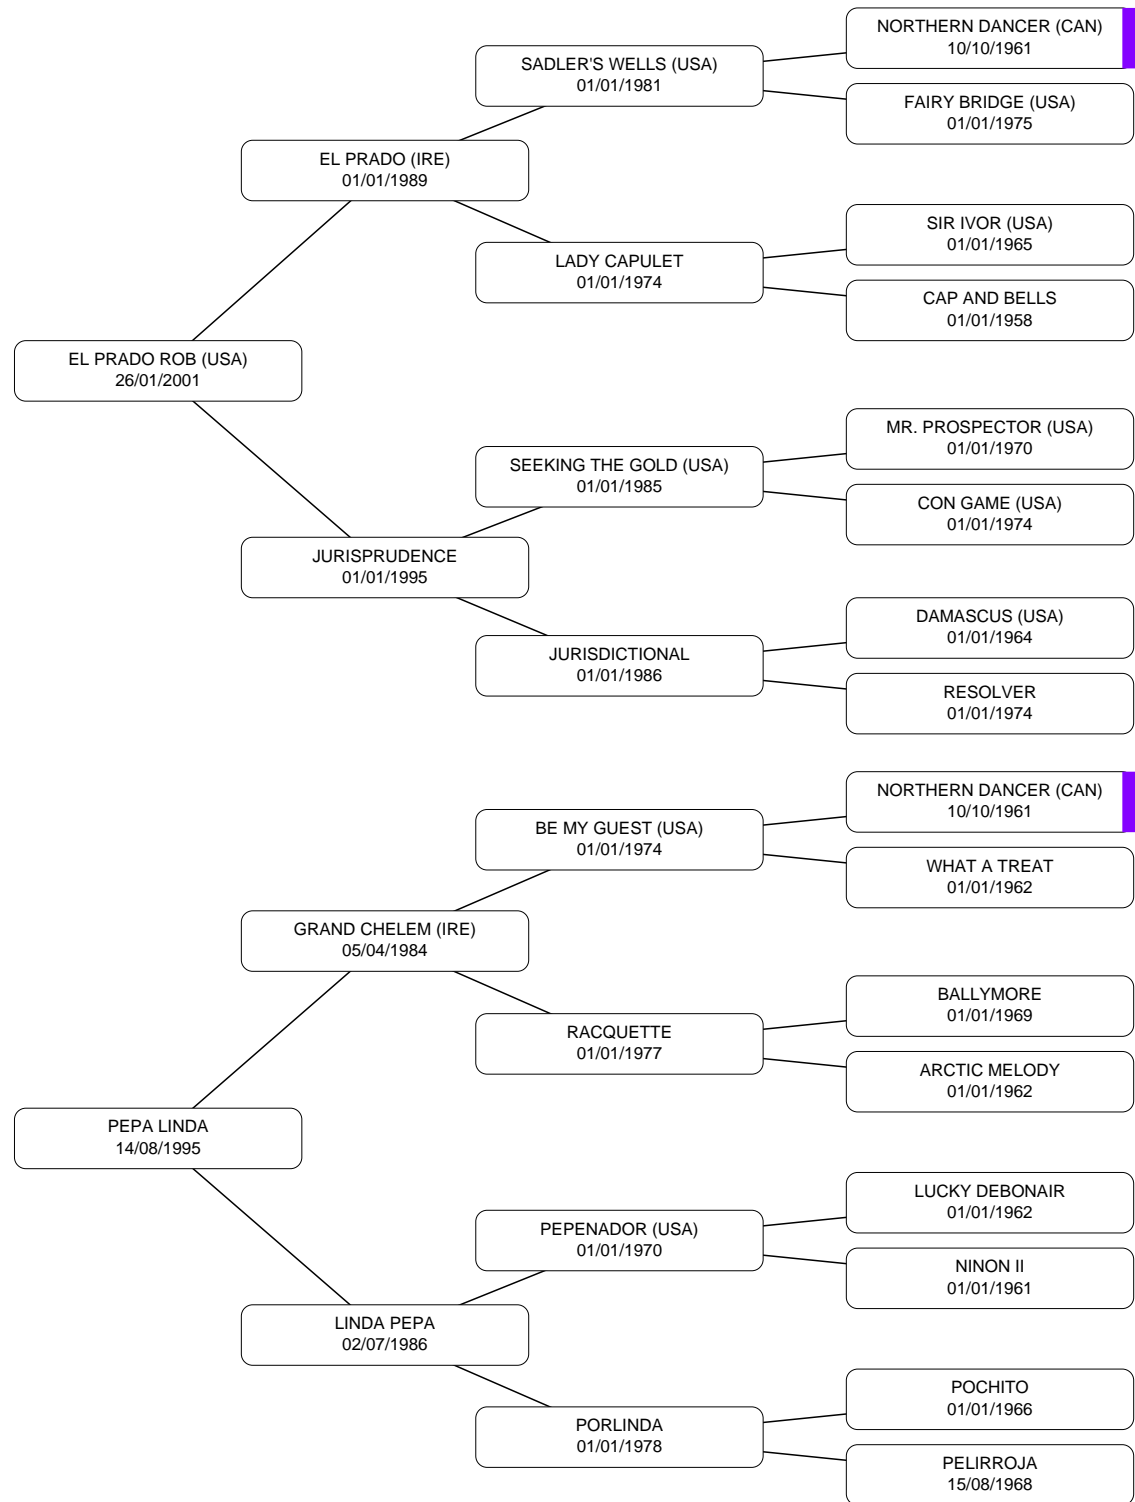 NORTHERN DANCER (CAN)
10/10/1961
SADLER'S WELLS (USA)
01/01/1981
FAIRY BRIDGE (USA)
01/01/1975
EL PRADO (IRE)
01/01/1989
SIR IVOR (USA)
01/01/1965
LADY CAPULET
01/01/1974
CAP AND BELLS
01/01/1958
EL PRADO ROB (USA)
26/01/2001
MR. PROSPECTOR (USA)
01/01/1970
SEEKING THE GOLD (USA)
01/01/1985
CON GAME (USA)
01/01/1974
JURISPRUDENCE
01/01/1995
DAMASCUS (USA)
01/01/1964
JURISDICTIONAL
01/01/1986
RESOLVER
01/01/1974
NORTHERN DANCER (CAN)
10/10/1961
BE MY GUEST (USA)
01/01/1974
WHAT A TREAT
01/01/1962
GRAND CHELEM (IRE)
05/04/1984
BALLYMORE
01/01/1969
RACQUETTE
01/01/1977
ARCTIC MELODY
01/01/1962
PEPA LINDA
14/08/1995
LUCKY DEBONAIR
01/01/1962
PEPENADOR (USA)
01/01/1970
NINON II
01/01/1961
LINDA PEPA
02/07/1986
POCHITO
01/01/1966
PORLINDA
01/01/1978
PELIRROJA
15/08/1968